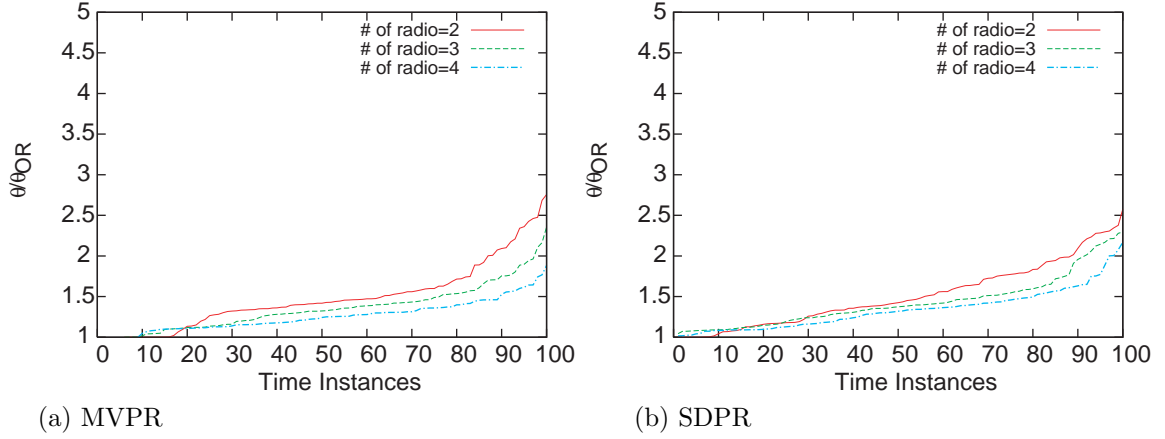 5
4.5
4
3.5
3
2.5
2
1.5
1
θ/θOR
0 10 20 30 40 50 60 70 80 90 100
Time Instances
# of radio=2
# of radio=3
# of radio=4
(a) MVPR
5
4.5
4
3.5
3
2.5
2
1.5
1
θ/θOR
0 10 20 30 40 50 60 70 80 90 100
Time Instances
# of radio=2
# of radio=3
# of radio=4
(b) SDPR